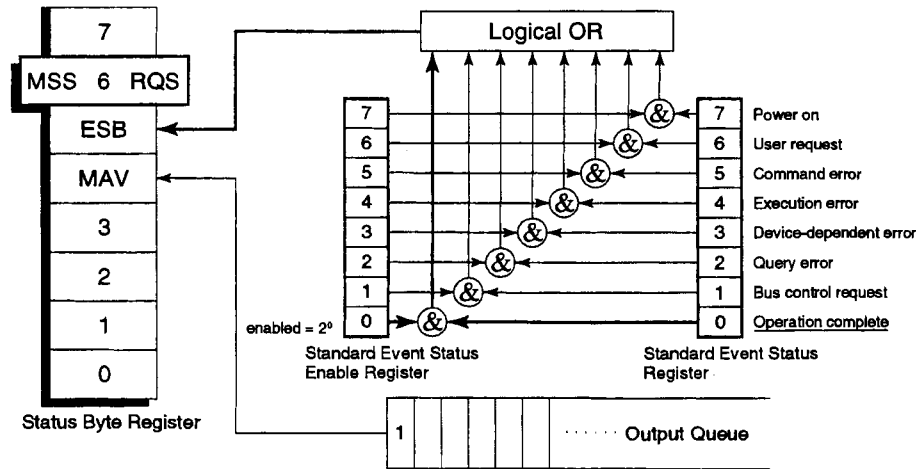 Logical OR
7
MSS 6 RQS
ESB
MAV
3
2
1
0
Status Byte Register
7
6
5
4
3
2
1
0
enabled = 2⁰
Standard Event Status
Enable Register
&
&
&
&
&
&
&
&
7 Power on
6 User request
5 Command error
4 Execution error
3 Device-dependent error
2 Query error
1 Bus control request
0 Operation complete
Standard Event Status
Register
1 ...... Output Queue